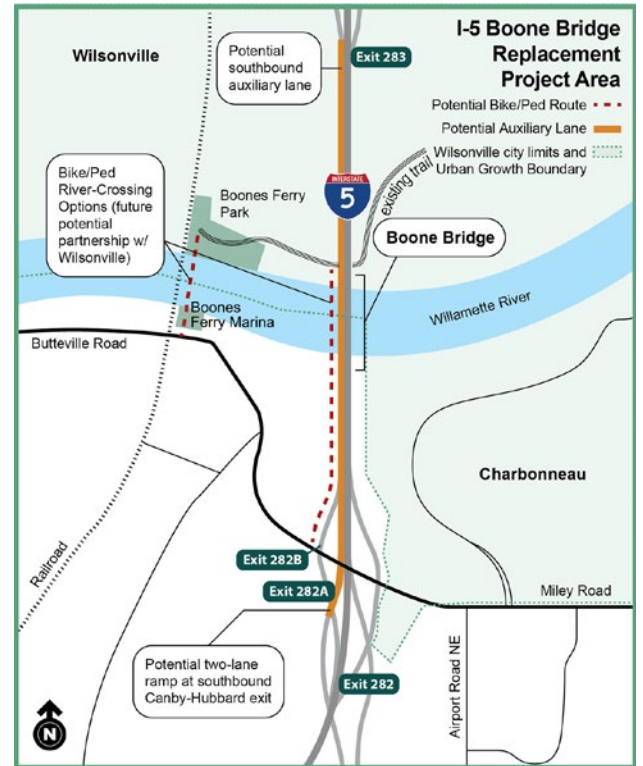 I-5 Boone Bridge
Replacement
Project Area
Potential Bike/Ped Route
Potential Auxiliary Lane
Wilsonville city limits and
Urban Growth Boundary
Wilsonville
Potential
southbound
auxiliary lane
Exit 283
Bike/Ped
River-Crossing
Options (future
potential
partnership w/
Wilsonville)
Boones Ferry
Park
INTERSTATE
5
existing trail
Boone Bridge
Boones
Ferry Marina
Willamette River
Butteville Road
Charbonneau
Railroad
Exit 282B
Exit 282A
Miley Road
Potential two-lane
ramp at southbound
Canby-Hubbard exit
Exit 282
Airport Road NE
N